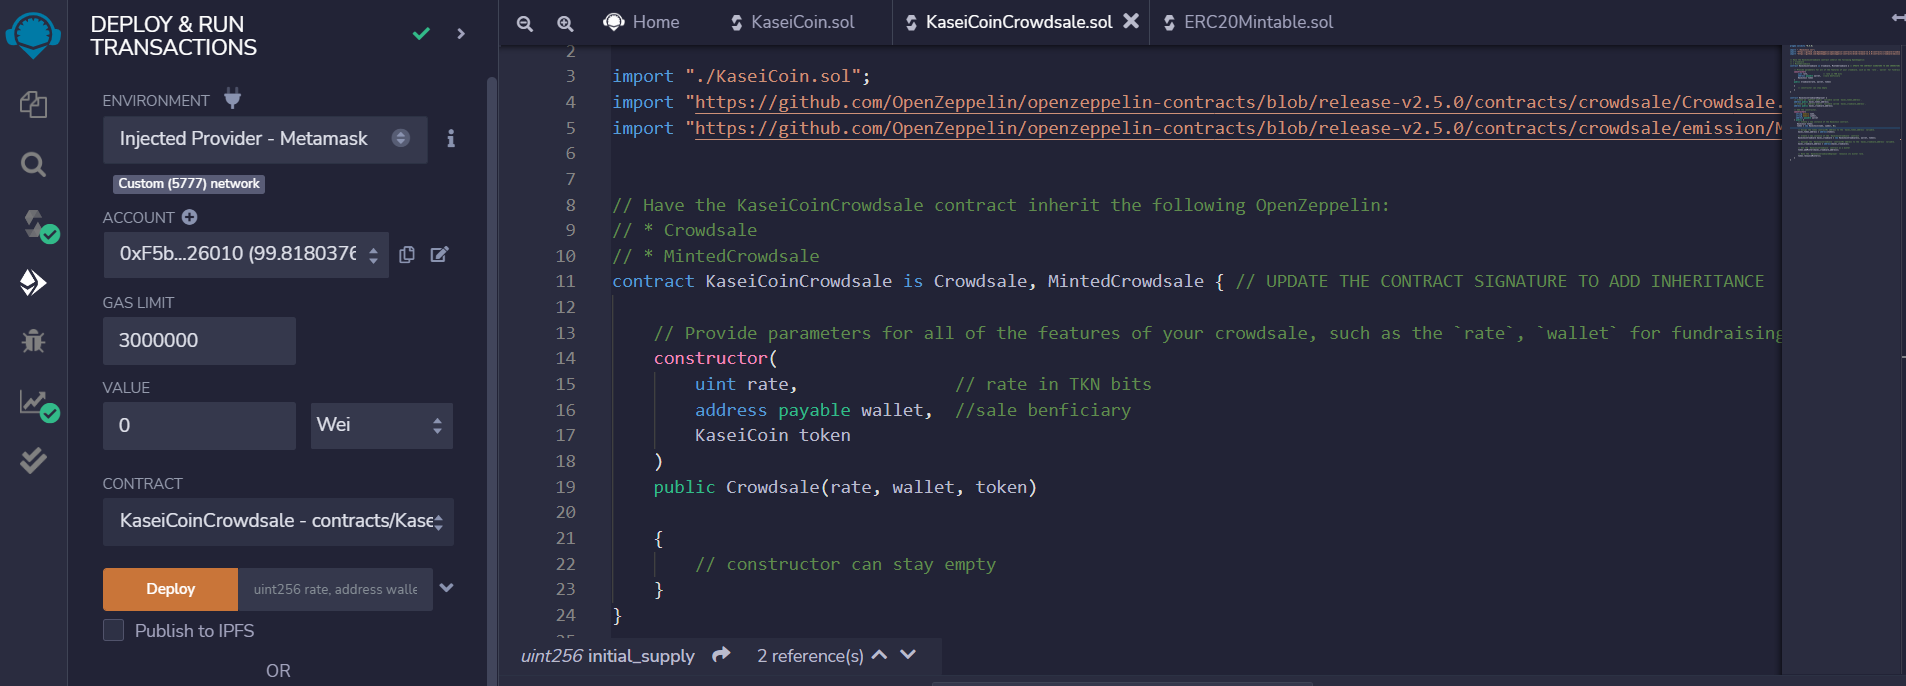 DEPLOY & RUN
TRANSACTIONS
ENVIRONMENT
Injected Provider - Metamask
Custom (5777) network
ACCOUNT
0xF5b...26010 (99.8180376
GAS LIMIT
3000000
VALUE
0
Wei
CONTRACT
KaseiCoinCrowdsale - contracts/Kase
Deploy
uint256 rate, address walle
Publish to IPFS
OR
Home
KaseiCoin.sol
KaseiCoinCrowdsale.sol
ERC20Mintable.sol
2
3 import "./KaseiCoin.sol";
4 import "https://github.com/OpenZeppelin/openzeppelin-contracts/blob/release-v2.5.0/contracts/crowdsale/Crowdsale.
5 import "https://github.com/OpenZeppelin/openzeppelin-contracts/blob/release-v2.5.0/contracts/crowdsale/emission/M
6
7
8 // Have the KaseiCoinCrowdsale contract inherit the following OpenZeppelin:
9 // * Crowdsale
10 // * MintedCrowdsale
11 contract KaseiCoinCrowdsale is Crowdsale, MintedCrowdsale { // UPDATE THE CONTRACT SIGNATURE TO ADD INHERITANCE
12
13 // Provide parameters for all of the features of your crowdsale, such as the `rate`, `wallet` for fundraising
14 constructor(
15 uint rate, // rate in TKN bits
16 address payable wallet, //sale benficiary
17 KaseiCoin token
18 )
19 public Crowdsale(rate, wallet, token)
20
21 {
22 // constructor can stay empty
23 }
24 }
uint256 initial_supply
2 reference(s)